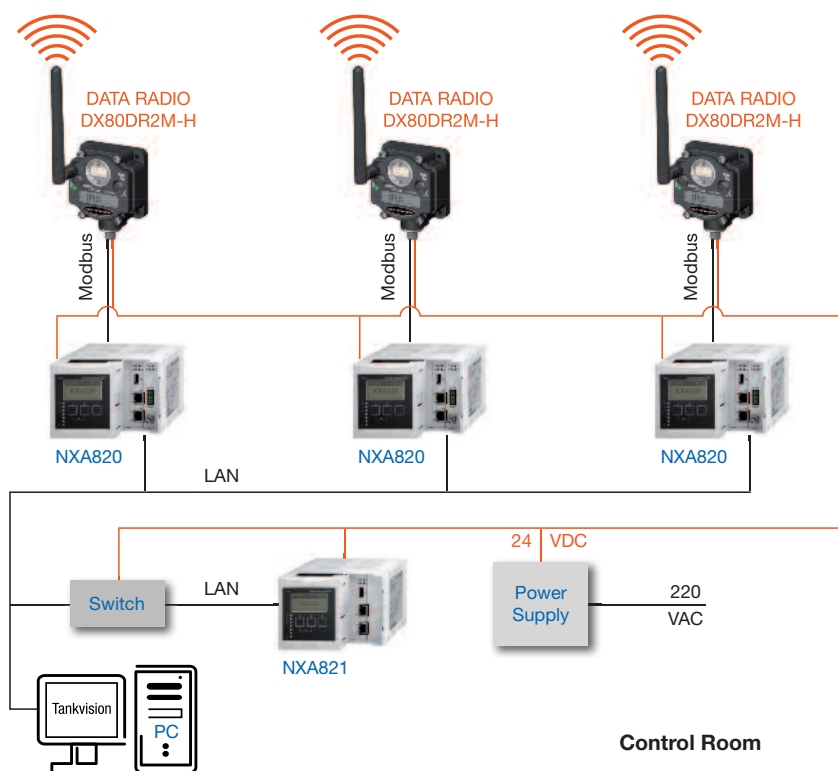 DATA RADIO
DX80DR2M-H
DATA RADIO
DX80DR2M-H
DATA RADIO
DX80DR2M-H
Modbus
Modbus
Modbus
NXA820
NXA820
NXA820
LAN
24 VDC
Switch
LAN
Power
Supply
220
VAC
NXA821
Tankvision
PC
Control Room